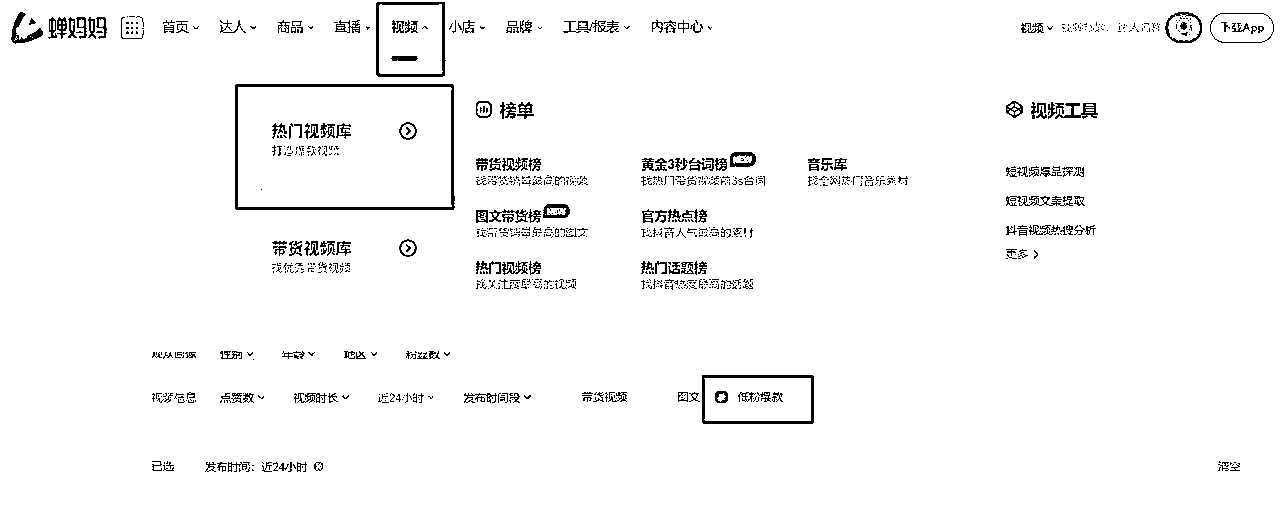 蝉妈妈 首页 达人 商品 直播 视频 小店 品牌 工具/报表 内容中心 视频 下载App
热门视频库
打造爆款视频
带货视频库
找优秀带货视频
榜单
带货视频榜 黄金3秒台词榜 NEW 音乐库
找带货销量最高的视频 找热门带货视频前3s台词 找全网热门音乐素材
图文带货榜 NEW 官方热点榜
找带货销量最高的图文 找抖音人气最高的素材
热门视频榜 热门话题榜
找关注度最高的视频 找抖音热度最高的话题
视频工具
短视频爆品探测
短视频文案提取
抖音视频热搜分析
更多
观众画像 性别 年龄 地区 粉丝数
视频信息 点赞数 视频时长 近24小时 发布时间段 带货视频 图文 低粉爆款
已选 发布时间：近24小时 清空